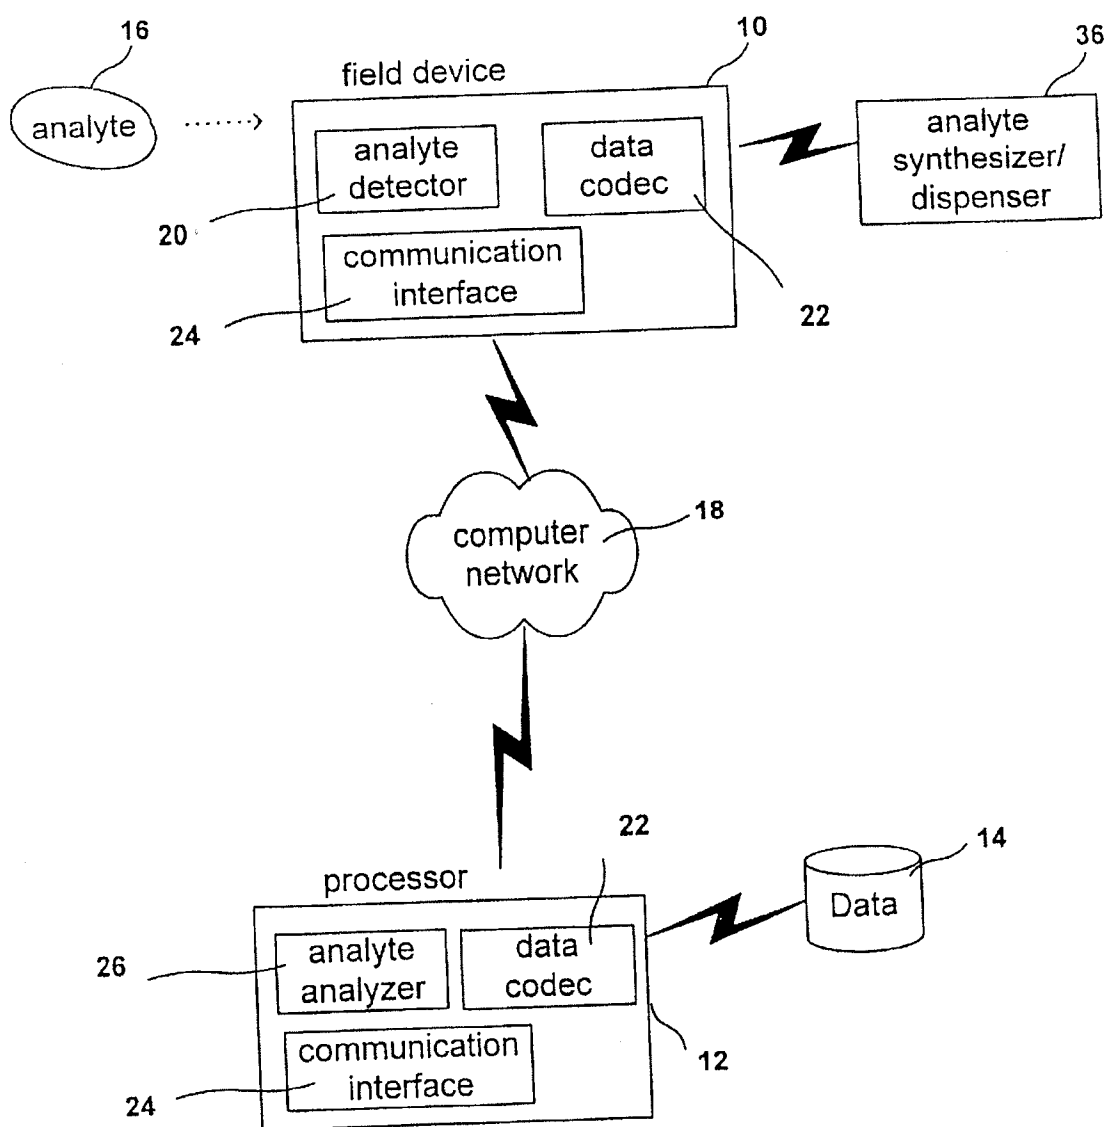 16
10
36
field device
analyte
analyte
detector
data
codec
analyte
synthesizer/
dispenser
20
communication
interface
24
22
18
computer
network
22
14
processor
Data
26
analyte
analyzer
data
codec
12
communication
interface
24